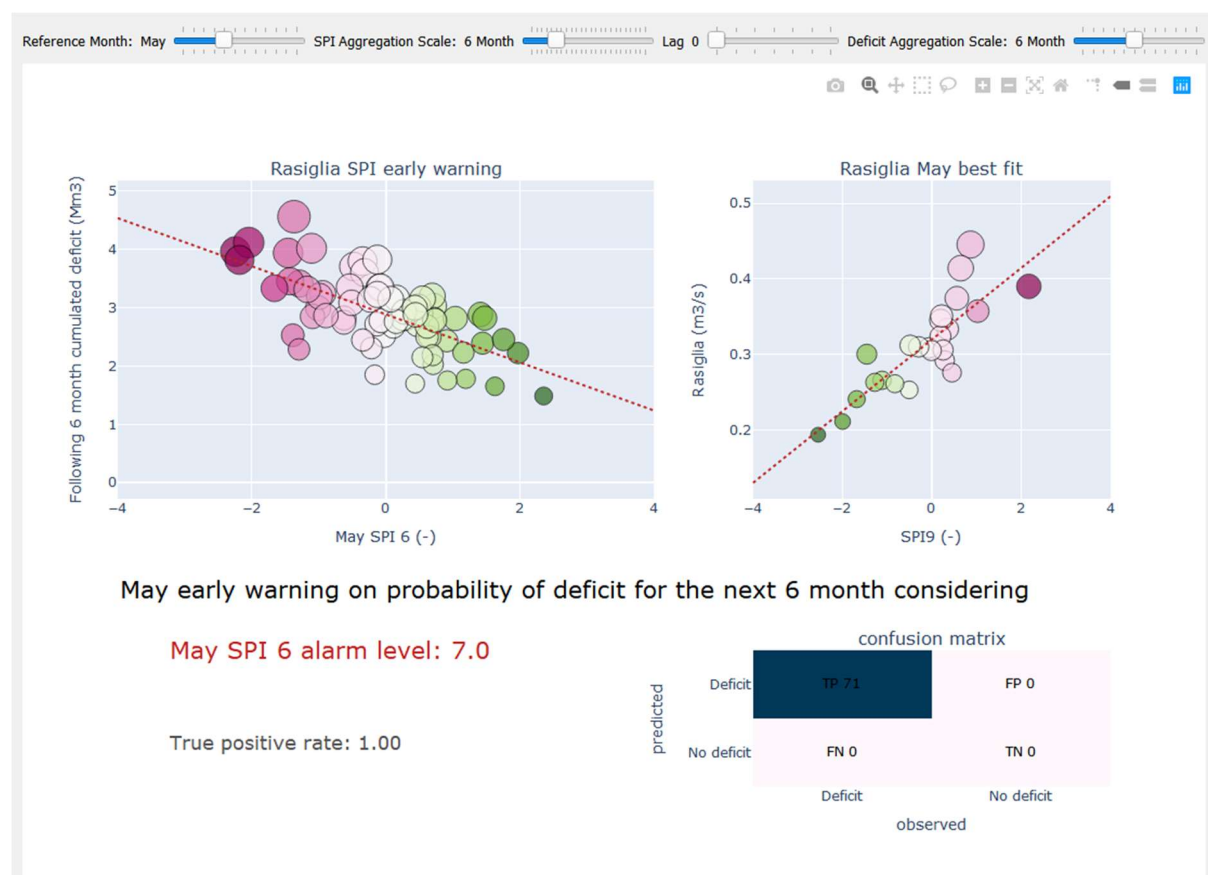 Reference Month: May SPI Aggregation Scale: 6 Month Lag 0 Deficit Aggregation Scale: 6 Month
Rasiglia SPI early warning
Following 6 month cumulated deficit (Mm3)
5
4
3
2
1
0
−4 −2 0 2 4
May SPI 6 (-)
Rasiglia May best fit
Rasiglia (m3/s)
0.5
0.4
0.3
0.2
−4 −2 0 2 4
SPI9 (-)
May early warning on probability of deficit for the next 6 month considering
May SPI 6 alarm level: 7.0
True positive rate: 1.00
confusion matrix
predicted
Deficit TP 71 FP 0
No deficit FN 0 TN 0
Deficit No deficit
observed